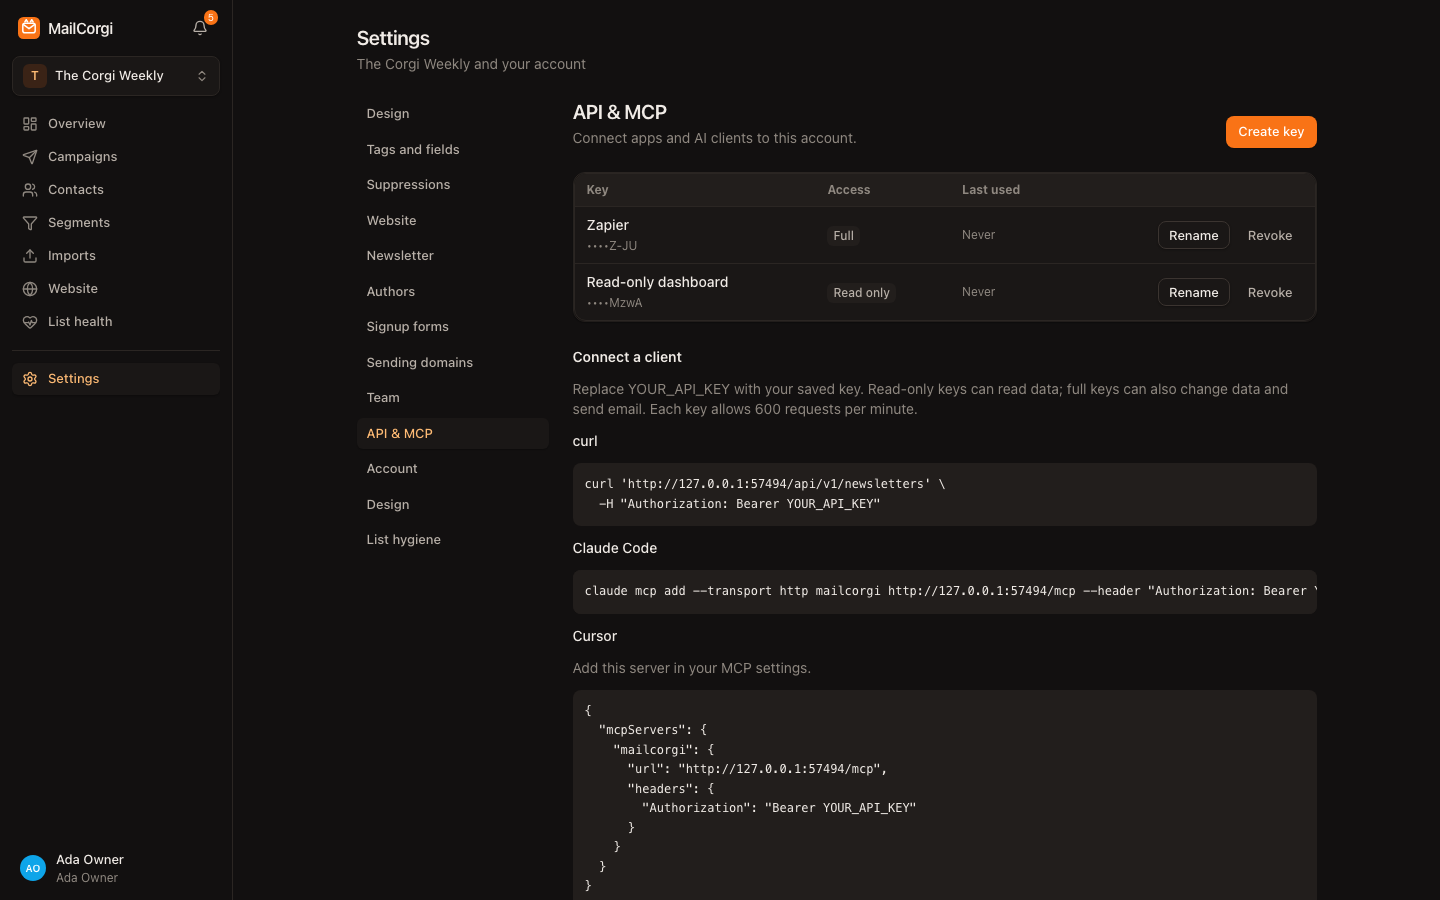 MailCorgi
5
T
The Corgi Weekly
Overview
Campaigns
Contacts
Segments
Imports
Website
List health
Settings
AO
Ada Owner
Ada Owner
Settings
The Corgi Weekly and your account
Design
Tags and fields
Suppressions
Website
Newsletter
Authors
Signup forms
Sending domains
Team
API & MCP
Account
Design
List hygiene
API & MCP
Connect apps and AI clients to this account.
Create key
Key Access Last used
Zapier
••••Z-JU
Full Never Rename Revoke
Read-only dashboard
••••MzwA
Read only Never Rename Revoke
Connect a client
Replace YOUR_API_KEY with your saved key. Read-only keys can read data; full keys can also change data and
send email. Each key allows 600 requests per minute.
curl
curl 'http://127.0.0.1:57494/api/v1/newsletters' \
  -H "Authorization: Bearer YOUR_API_KEY"
Claude Code
claude mcp add --transport http mailcorgi http://127.0.0.1:57494/mcp --header "Authorization: Bearer
Cursor
Add this server in your MCP settings.
{
  "mcpServers": {
    "mailcorgi": {
      "url": "http://127.0.0.1:57494/mcp",
      "headers": {
        "Authorization": "Bearer YOUR_API_KEY"
      }
    }
  }
}